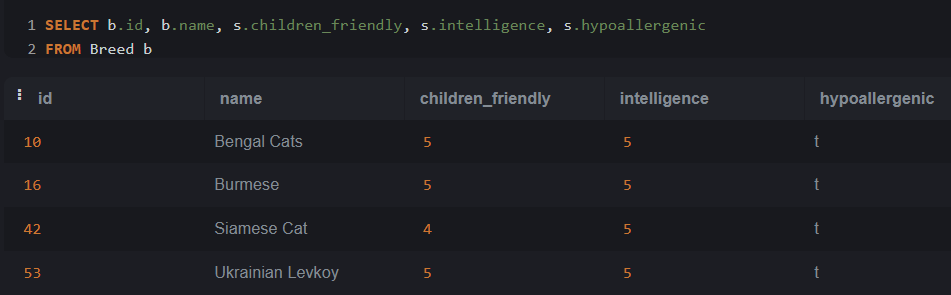 1 SELECT b.id, b.name, s.children_friendly, s.intelligence, s.hypoallergenic
2 FROM Breed b
id name children_friendly intelligence hypoallergenic
10 Bengal Cats 5 5 t
16 Burmese 5 5 t
42 Siamese Cat 4 5 t
53 Ukrainian Levkoy 5 5 t